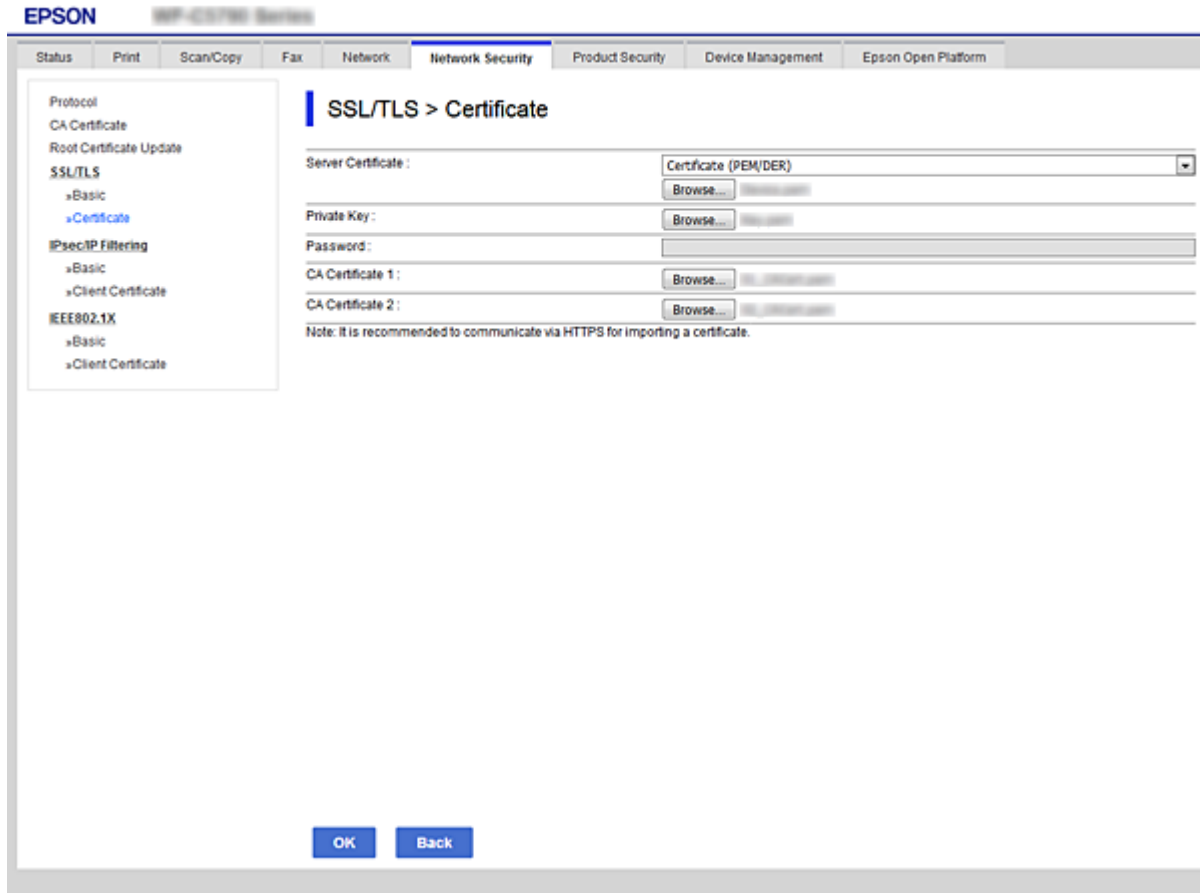 EPSON
Status Print Scan/Copy Fax Network Network Security Product Security Device Management Epson Open Platform
Protocol
CA Certificate
Root Certificate Update
SSL/TLS
»Basic
»Certificate
IPsec/IP Filtering
»Basic
»Client Certificate
IEEE802.1X
»Basic
»Client Certificate
SSL/TLS > Certificate
Server Certificate : Certificate (PEM/DER)
Browse...
Private Key : Browse...
Password :
CA Certificate 1 : Browse...
CA Certificate 2 : Browse...
Note: It is recommended to communicate via HTTPS for importing a certificate.
OK Back